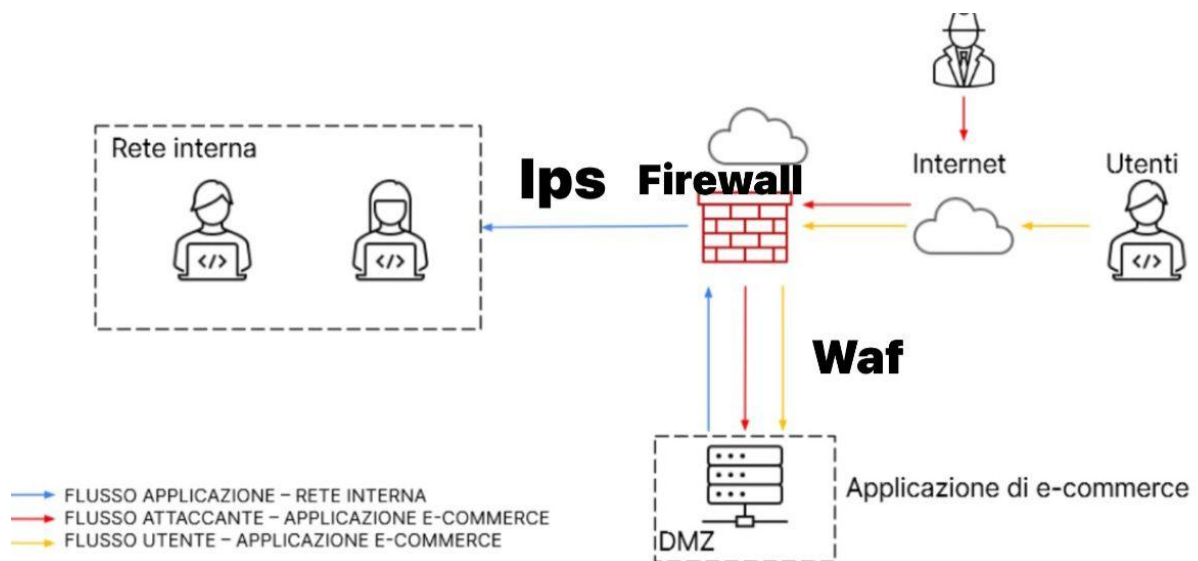 Rete interna
Ips
Firewall
Internet
Utenti
</>
</>
</>
Waf
Applicazione di e-commerce
DMZ
FLUSSO APPLICAZIONE – RETE INTERNA
FLUSSO ATTACCANTE – APPLICAZIONE E-COMMERCE
FLUSSO UTENTE – APPLICAZIONE E-COMMERCE